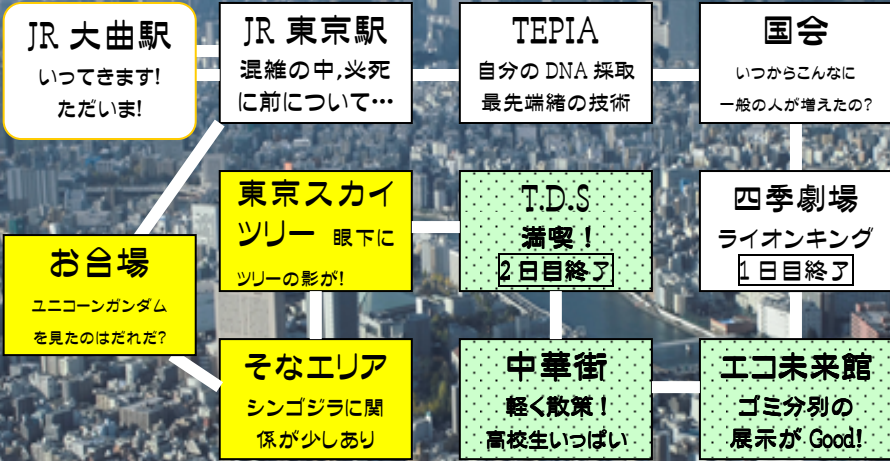 JR 大曲駅
いってきます!
ただいま!
JR 東京駅
混雑の中,必死
に前について…
TEPIA
自分の DNA 採取
最先端緒の技術
国会
いつからこんなに
一般の人が増えたの?
東京スカイ
ツリー 眼下に
ツリーの影が!
T.D.S
満喫!
2日目終了
四季劇場
ライオンキング
1日目終了
お台場
ユニコーンガンダム
を見たのはだれだ?
そなエリア
シンゴジラに関
係が少しあり
中華街
軽く散策!
高校生いっぱい
エコ未来館
ゴミ分別の
展示が Good!